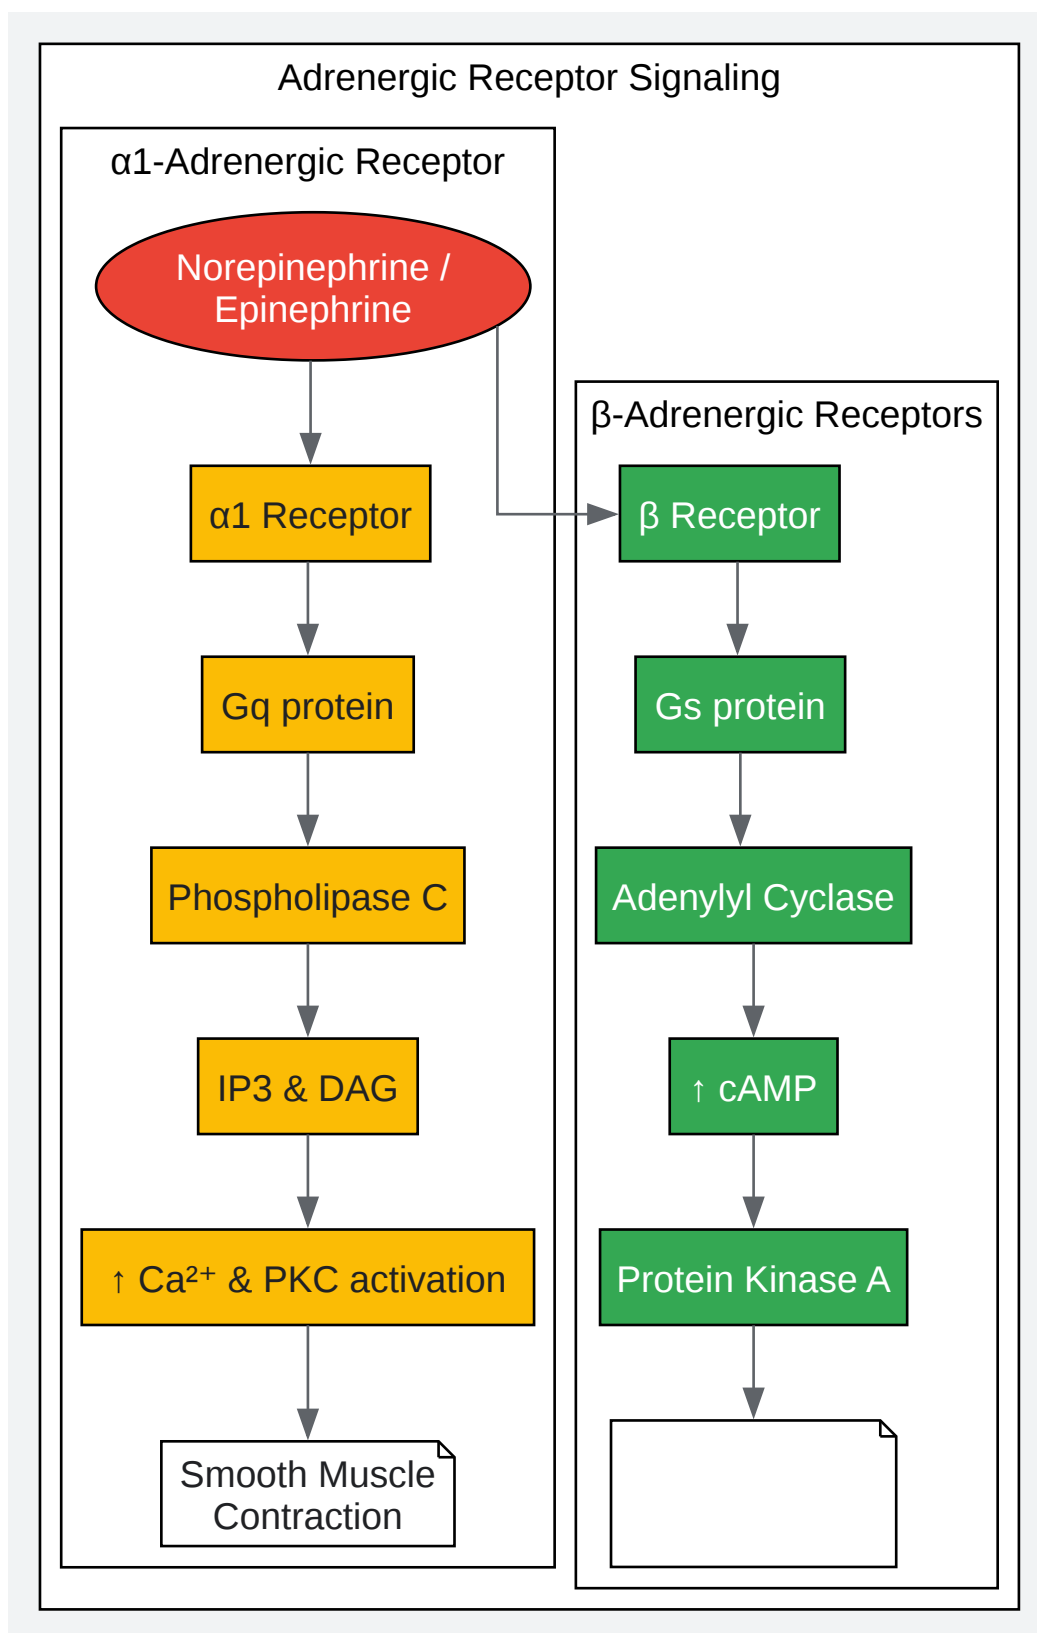 Adrenergic Receptor Signaling
α1-Adrenergic Receptor
Norepinephrine /
Epinephrine
α1 Receptor
Gq protein
Phospholipase C
IP3 & DAG
↑ Ca²⁺ & PKC activation
Smooth Muscle
Contraction
β-Adrenergic Receptors
β Receptor
Gs protein
Adenylyl Cyclase
↑ cAMP
Protein Kinase A